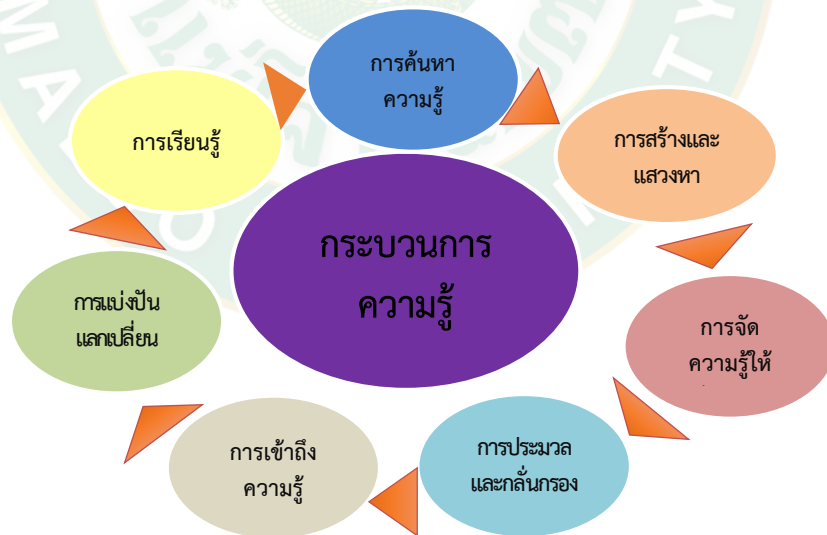 การค้นหา
ความรู้
การสร้างและ
แสวงหา
การจัด
ความรู้ให้
การประมวล
และกลั่นกรอง
การเข้าถึง
ความรู้
การแบ่งปัน
แลกเปลี่ยน
การเรียนรู้
กระบวนการ
ความรู้